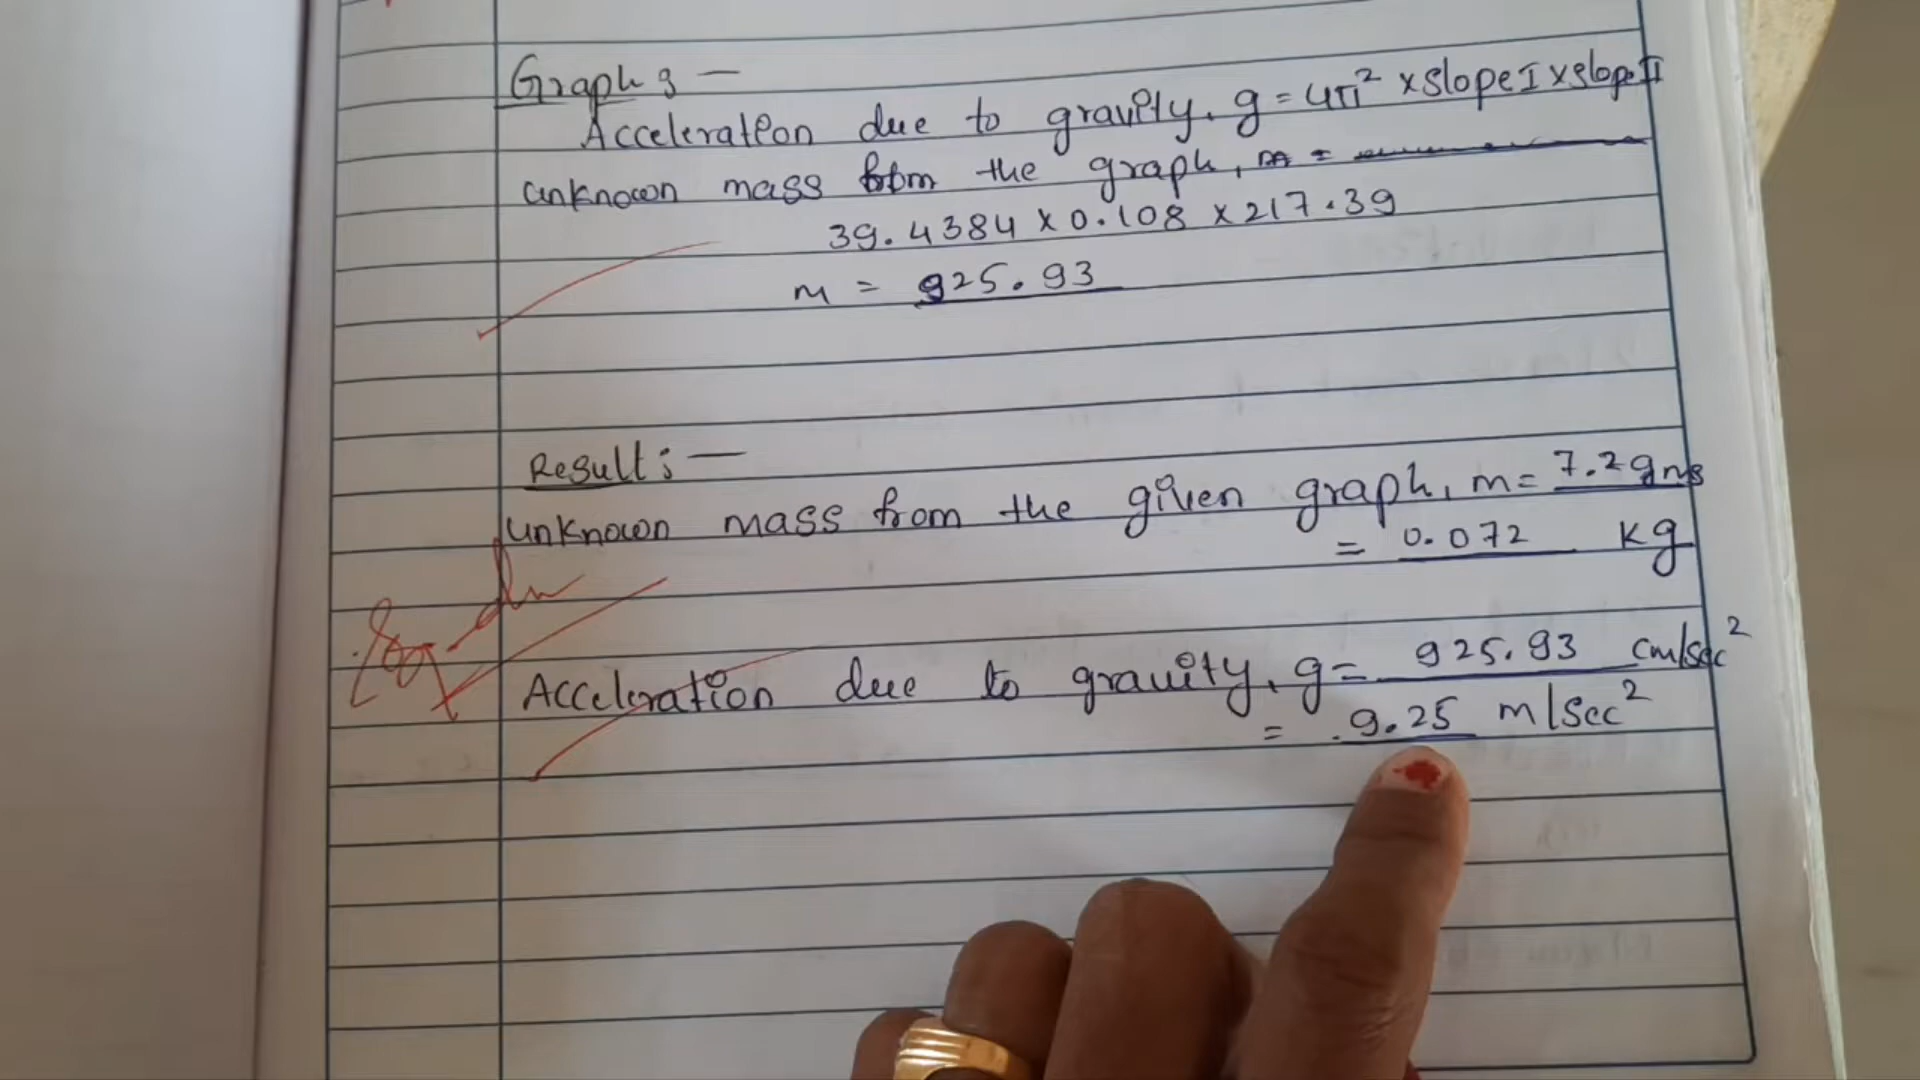 Graph 3 —
Acceleration due to gravity, g = 4π² × slope I × slope II
unknown mass from the graph, m =
39.4384 × 0.108 × 217.39
m = 925.93
Result: —
unknown mass from the given graph, m = 7.2 gms
= 0.072 kg
Acceleration due to gravity, g = 925.93 cm/sec²
= 9.25 m/sec²